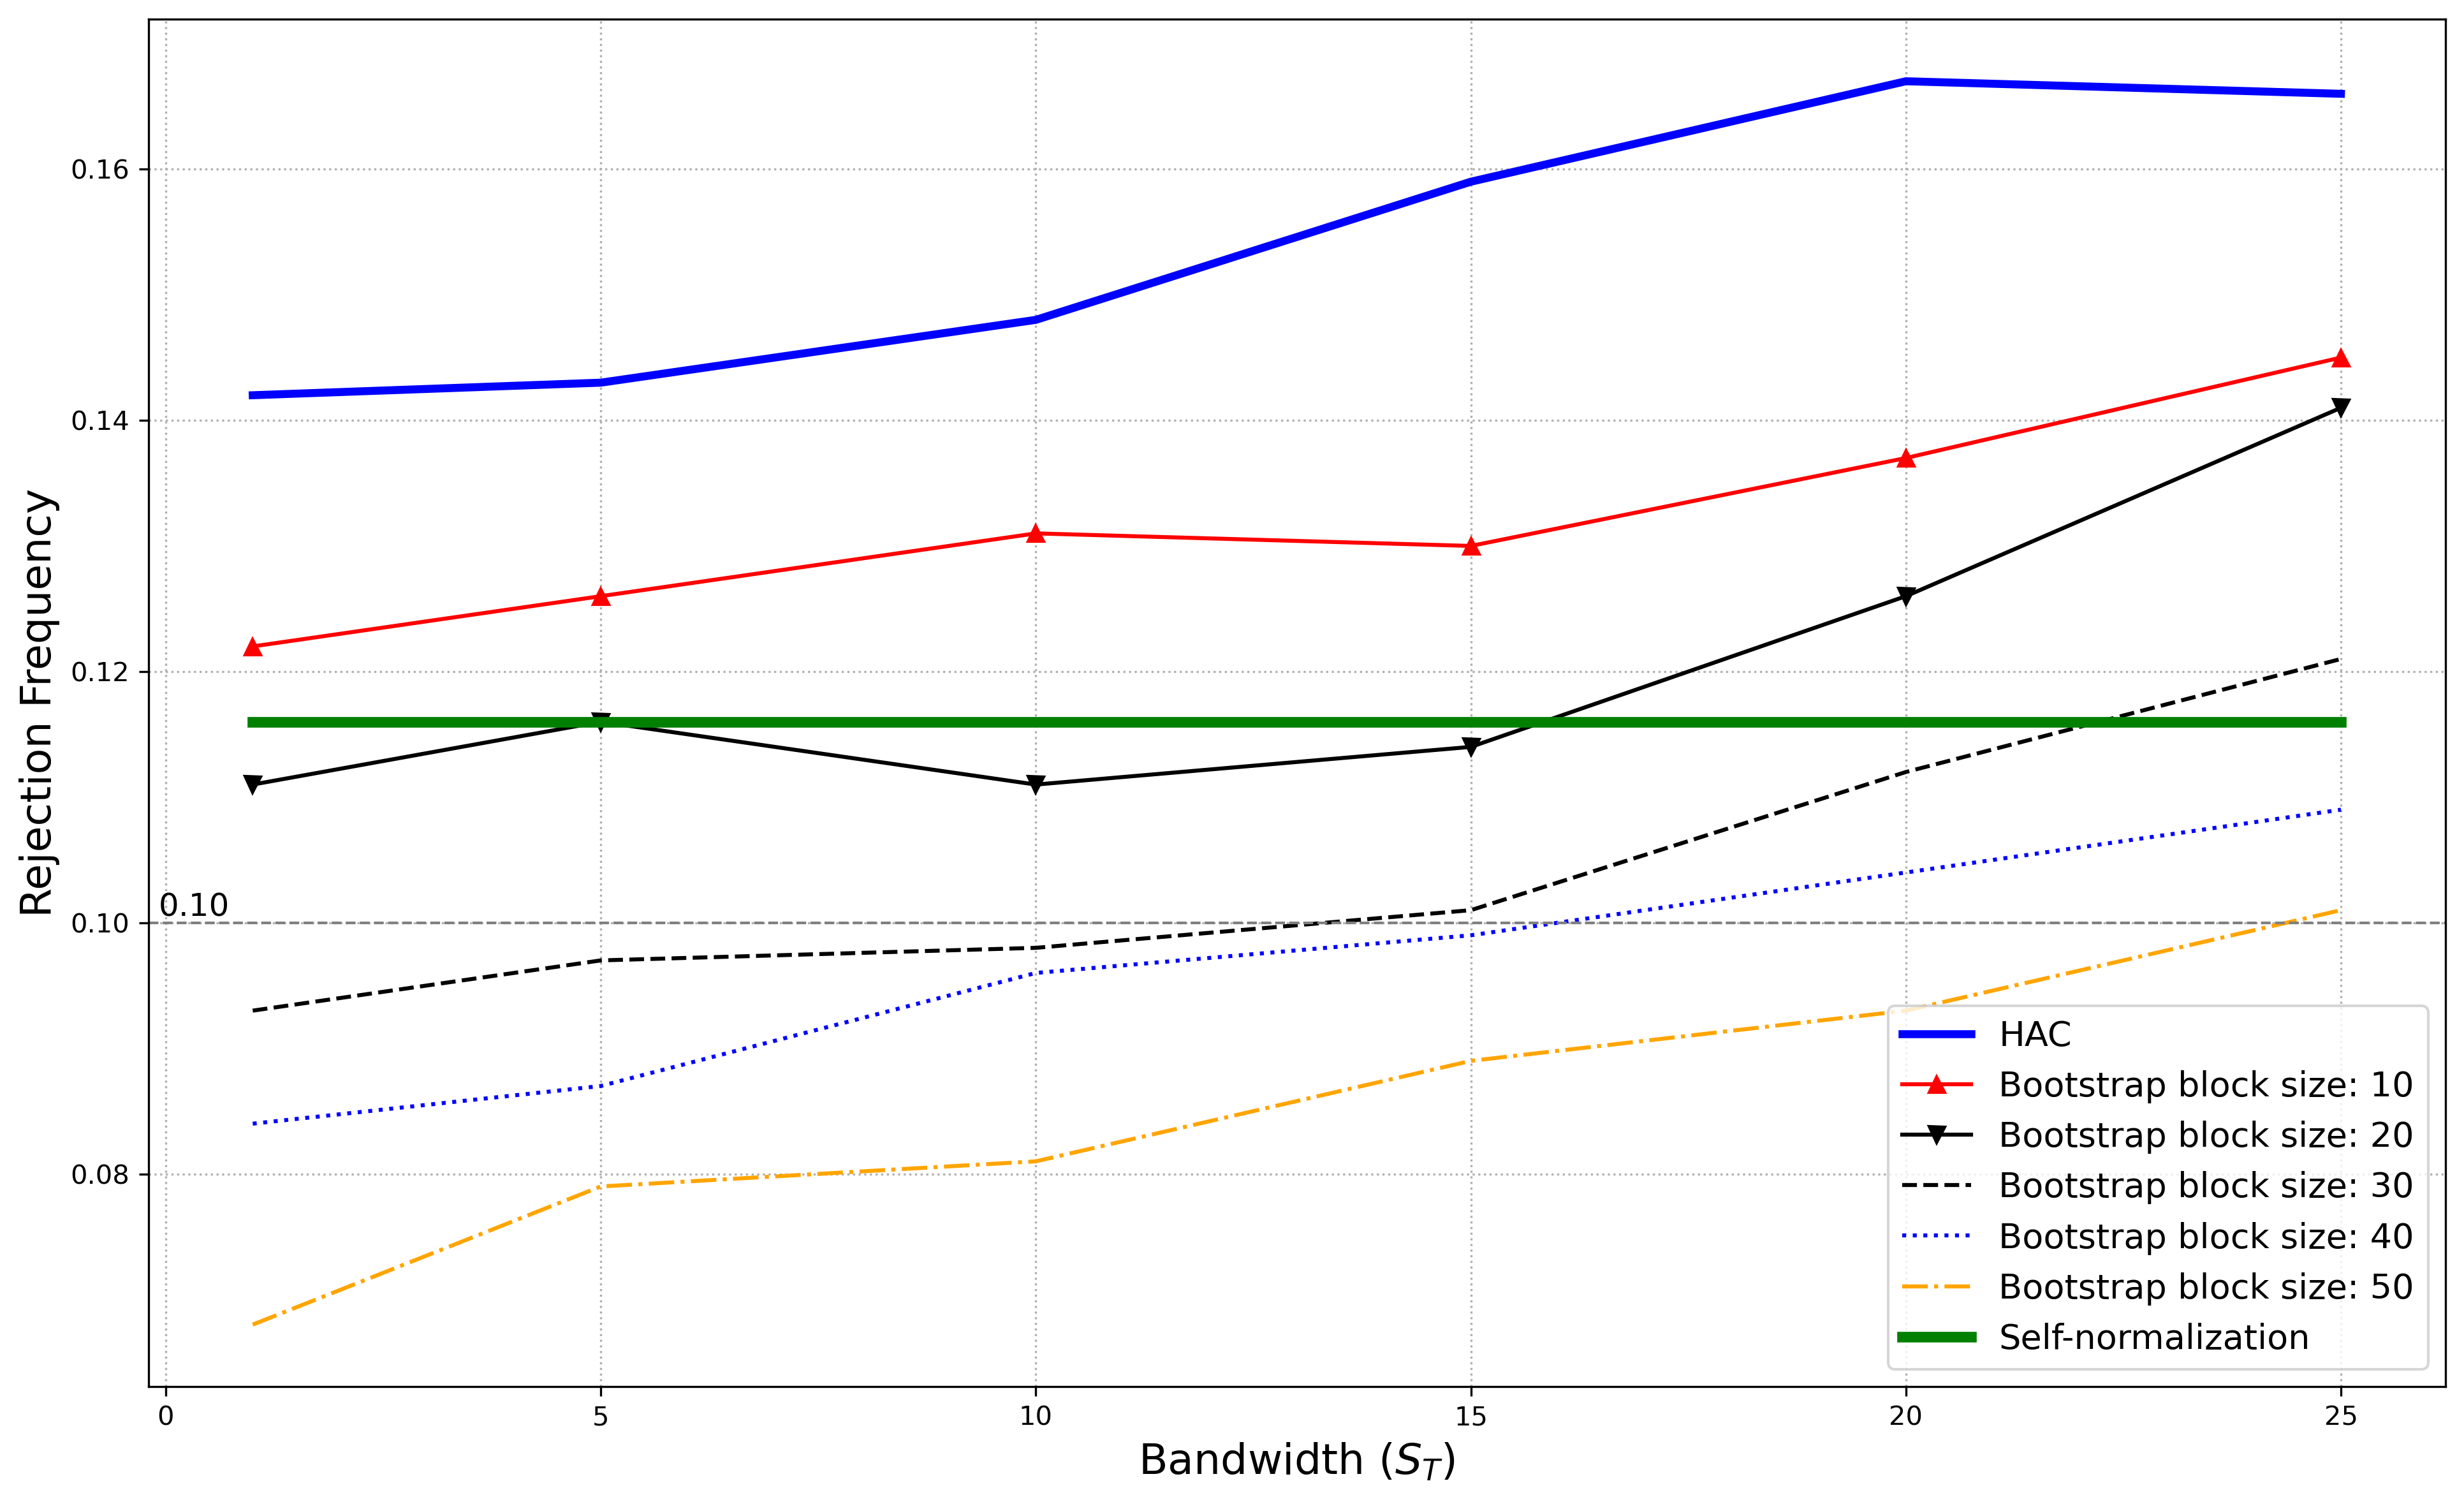 Rejection Frequency
0.16
0.14
0.12
0.10
0.08
0.10
0
5
10
15
20
25
Bandwidth (S_T)
HAC
Bootstrap block size: 10
Bootstrap block size: 20
Bootstrap block size: 30
Bootstrap block size: 40
Bootstrap block size: 50
Self-normalization